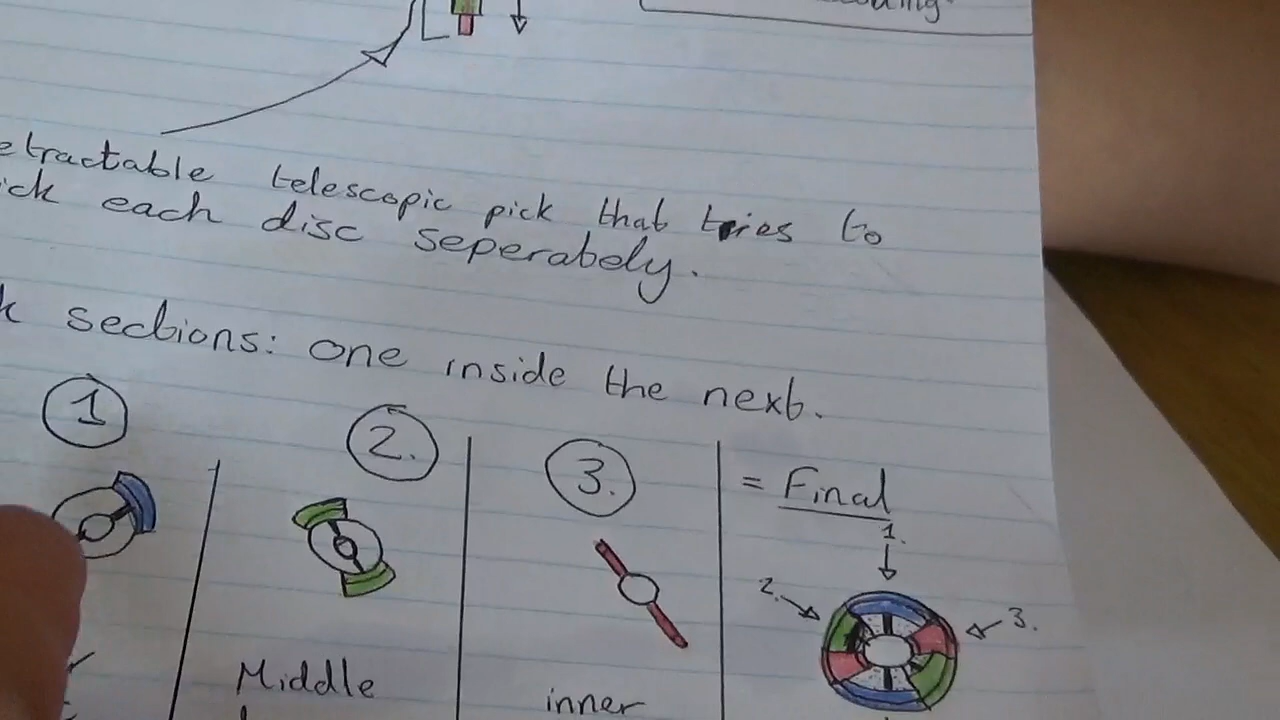 etractable telescopic pick that tries to
ick each disc seperabely.
k sections: one inside the next.
1
2.
3.
= Final
1.
2.
3.
Middle
inner